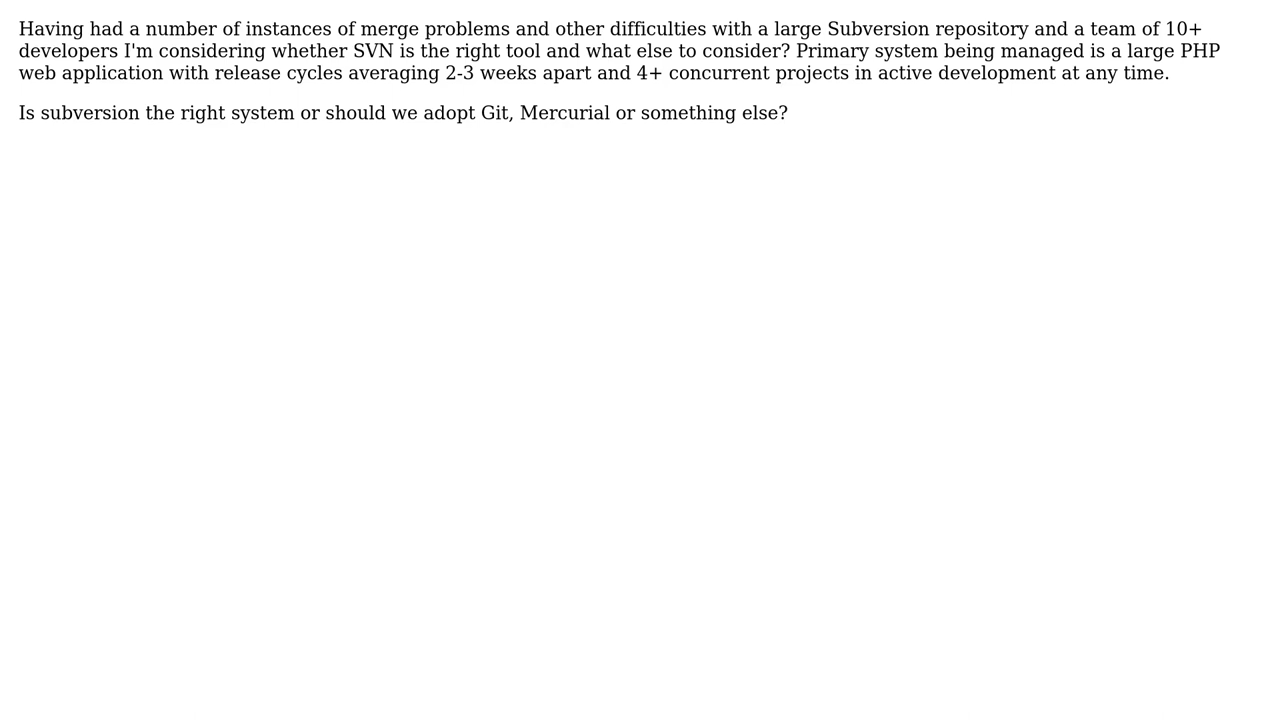 Having had a number of instances of merge problems and other difficulties with a large Subversion repository and a team of 10+
developers I'm considering whether SVN is the right tool and what else to consider? Primary system being managed is a large PHP
web application with release cycles averaging 2-3 weeks apart and 4+ concurrent projects in active development at any time.
Is subversion the right system or should we adopt Git, Mercurial or something else?